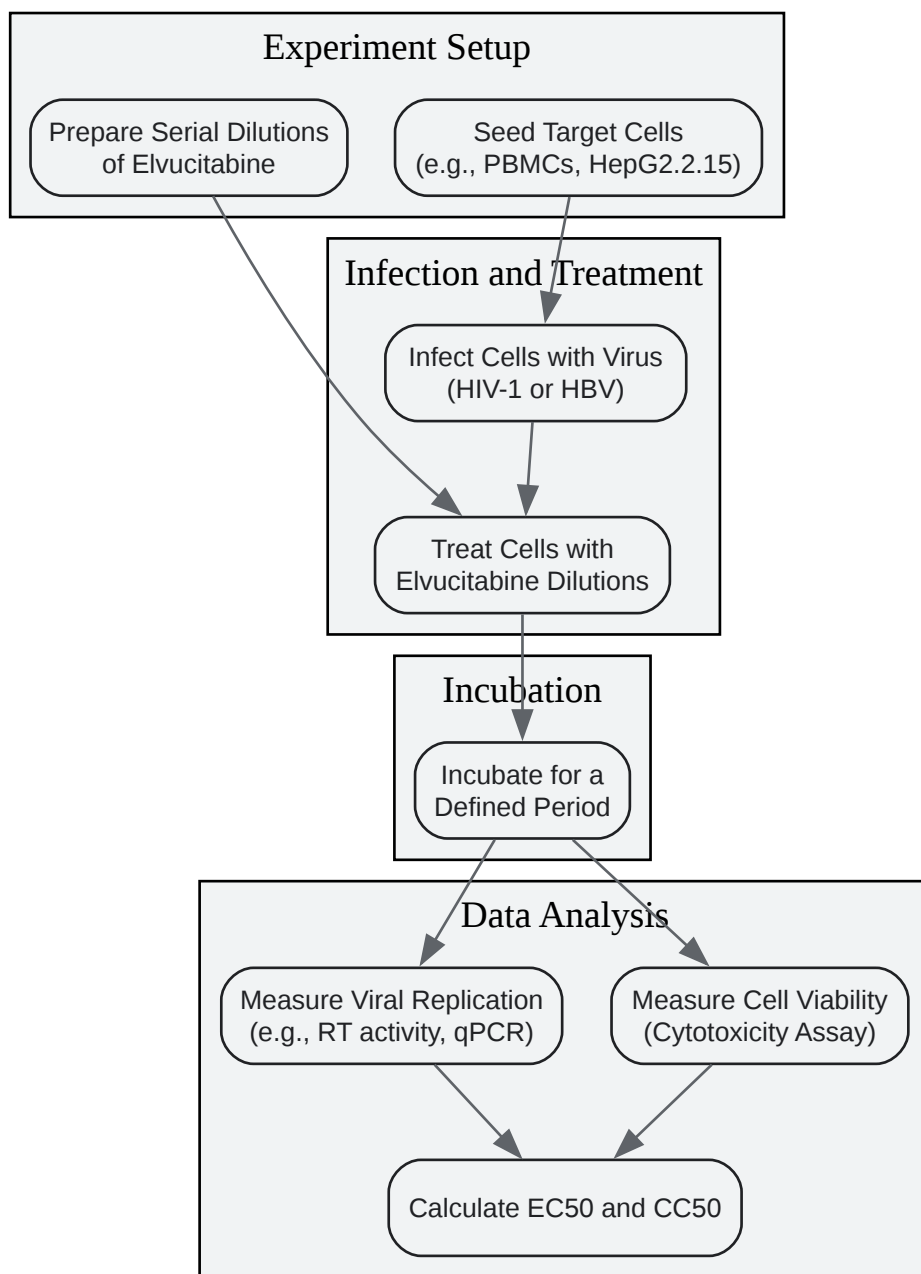 Experiment Setup
Prepare Serial Dilutions
of Elvucitabine
Seed Target Cells
(e.g., PBMCs, HepG2.2.15)
Infection and Treatment
Infect Cells with Virus
(HIV-1 or HBV)
Treat Cells with
Elvucitabine Dilutions
Incubation
Incubate for a
Defined Period
Data Analysis
Measure Viral Replication
(e.g., RT activity, qPCR)
Measure Cell Viability
(Cytotoxicity Assay)
Calculate EC50 and CC50